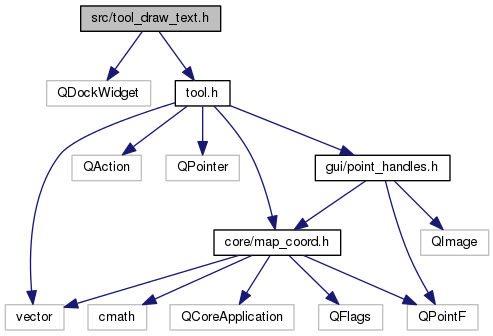 src/tool_draw_text.h
QDockWidget
tool.h
QAction
QPointer
gui/point_handles.h
core/map_coord.h
QImage
vector
cmath
QCoreApplication
QFlags
QPointF